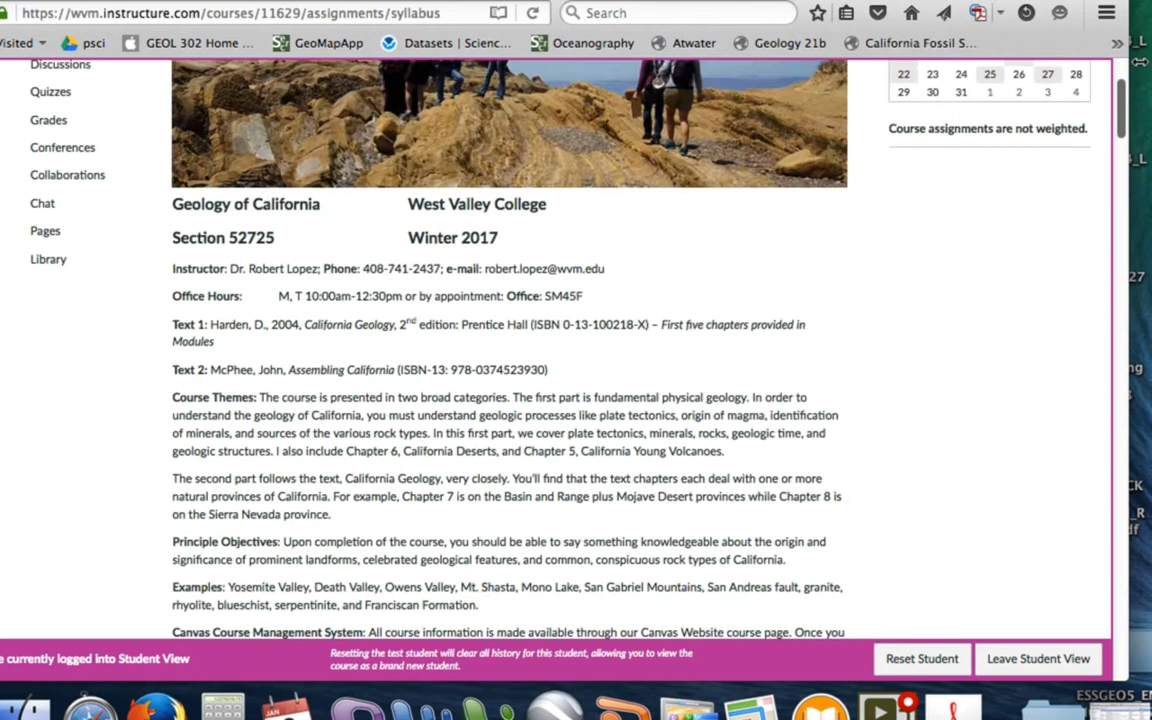 https://wvm.instructure.com/courses/11629/assignments/syllabus
Search
isited
psci
GEOL 302 Home ...
GeoMapApp
Datasets | Scienc...
Oceanography
Atwater
Geology 21b
California Fossil S...
Discussions
Quizzes
Grades
Conferences
Collaborations
Chat
Pages
Library
22 23 24 25 26 27 28
29 30 31 1 2 3 4
Course assignments are not weighted.
Geology of California West Valley College
Section 52725 Winter 2017
Instructor: Dr. Robert Lopez; Phone: 408-741-2437; e-mail: robert.lopez@wvm.edu
Office Hours: M, T 10:00am-12:30pm or by appointment: Office: SM45F
Text 1: Harden, D., 2004, California Geology, 2nd edition: Prentice Hall (ISBN 0-13-100218-X) – First five chapters provided in
Modules
Text 2: McPhee, John, Assembling California (ISBN-13: 978-0374523930)
Course Themes: The course is presented in two broad categories. The first part is fundamental physical geology. In order to
understand the geology of California, you must understand geologic processes like plate tectonics, origin of magma, identification
of minerals, and sources of the various rock types. In this first part, we cover plate tectonics, minerals, rocks, geologic time, and
geologic structures. I also include Chapter 6, California Deserts, and Chapter 5, California Young Volcanoes.
The second part follows the text, California Geology, very closely. You'll find that the text chapters each deal with one or more
natural provinces of California. For example, Chapter 7 is on the Basin and Range plus Mojave Desert provinces while Chapter 8 is
on the Sierra Nevada province.
Principle Objectives: Upon completion of the course, you should be able to say something knowledgeable about the origin and
significance of prominent landforms, celebrated geological features, and common, conspicuous rock types of California.
Examples: Yosemite Valley, Death Valley, Owens Valley, Mt. Shasta, Mono Lake, San Gabriel Mountains, San Andreas fault, granite,
rhyolite, blueschist, serpentinite, and Franciscan Formation.
Canvas Course Management System: All course information is made available through our Canvas Website course page. Once you
e currently logged into Student View
Resetting the test student will clear all history for this student, allowing you to view the
course as a brand new student.
Reset Student
Leave Student View
_L
_L
27
ng
CK
_R
df
ESSGEO5_E